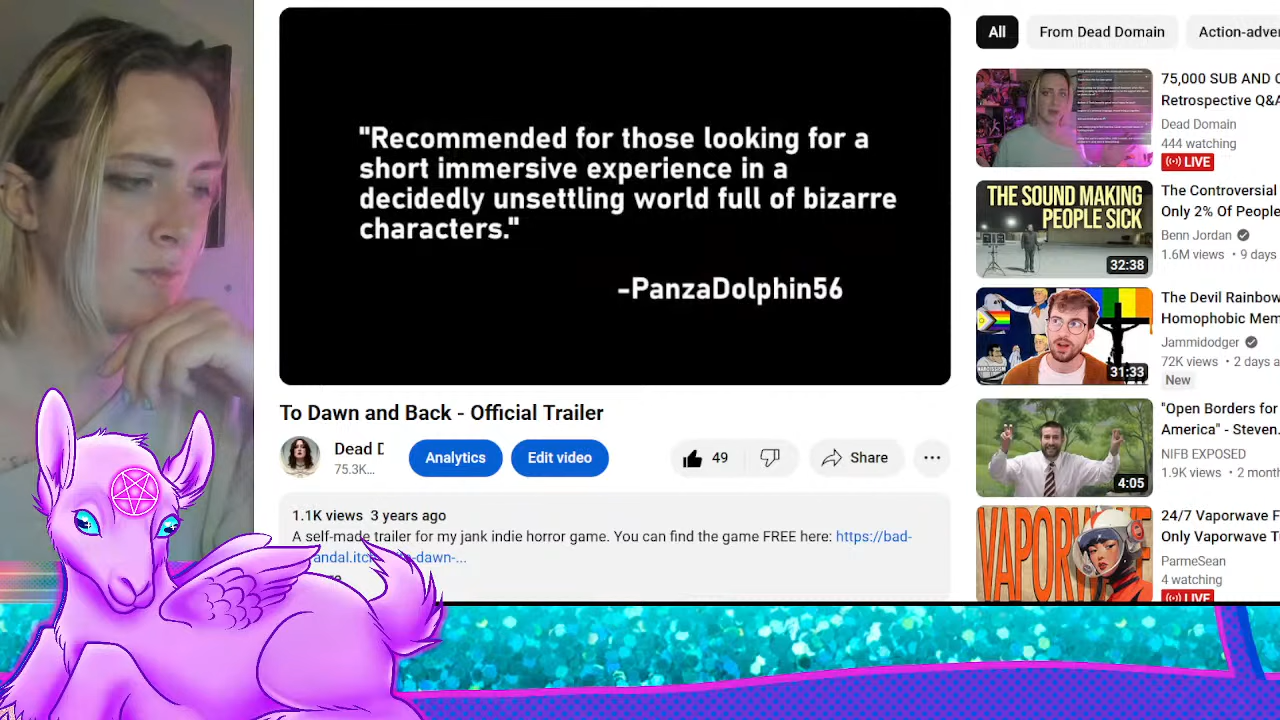 "Recommended for those looking for a
short immersive experience in a
decidedly unsettling world full of bizarre
characters."
-PanzaDolphin56
To Dawn and Back - Official Trailer
Dead D
75.3K...
Analytics
Edit video
49
Share
1.1K views 3 years ago
A self-made trailer for my jank indie horror game. You can find the game FREE here: https://bad-
All
From Dead Domain
Action-adve
75,000 SUB AND
Retrospective Q&A
Dead Domain
444 watching
LIVE
THE SOUND MAKING
PEOPLE SICK
32:38
The Controversial
Only 2% Of People
Benn Jordan
1.6M views • 9 days
31:33
The Devil Rainbow
Homophobic Mem
Jammidodger
72K views • 2 days a
New
4:05
"Open Borders for
America" - Steven
NIFB EXPOSED
1.9K views • 2 month
VAPORW
24/7 Vaporwave F
Only Vaporwave T
ParmeSean
4 watching
LIVE